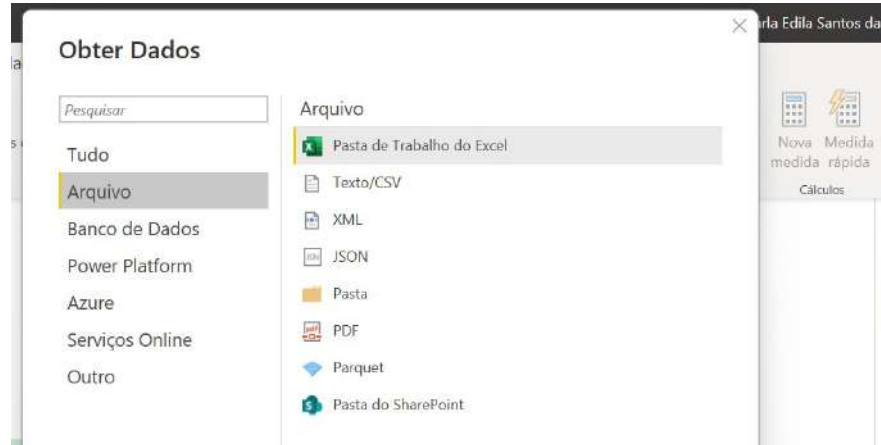 Obter Dados
Pesquisar
Tudo
Arquivo
Banco de Dados
Power Platform
Azure
Serviços Online
Outro
Arquivo
Pasta de Trabalho do Excel
Texto/CSV
XML
JSON
Pasta
PDF
Parquet
Pasta do SharePoint
Edila Santos da
Nova medida
Medida rápida
Cálculos